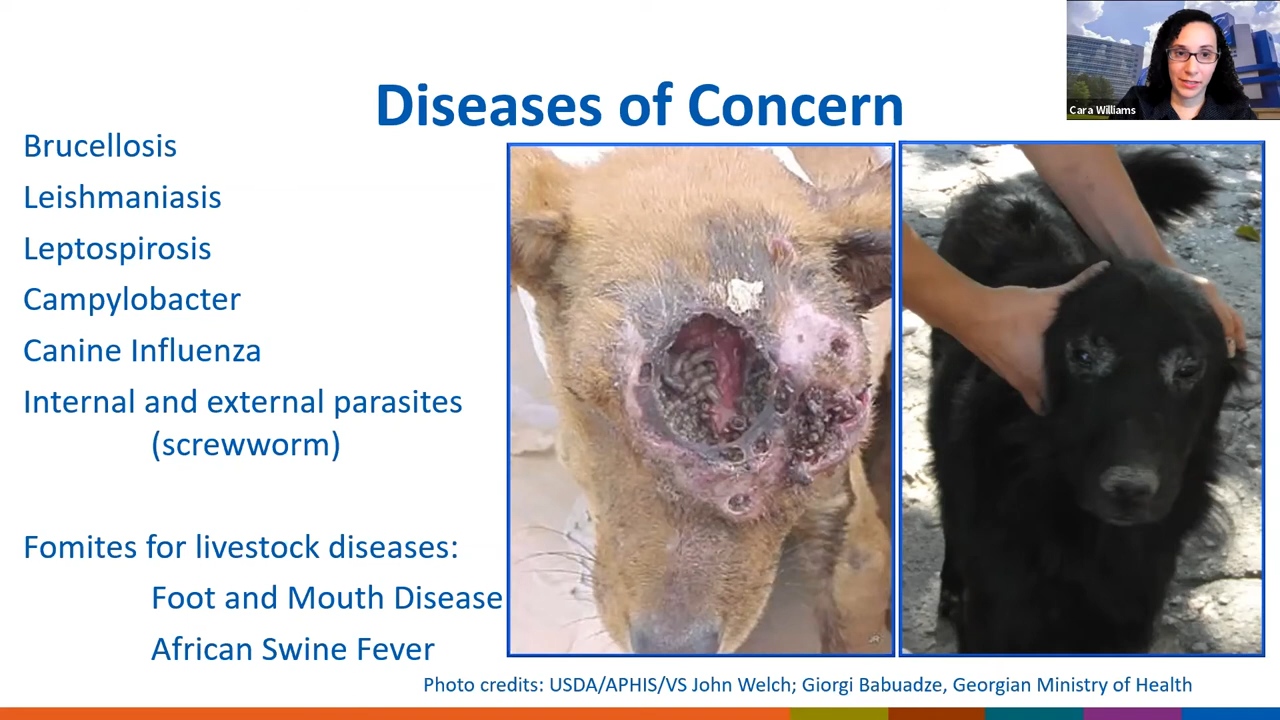 Cara Williams
Diseases of Concern
Brucellosis
Leishmaniasis
Leptospirosis
Campylobacter
Canine Influenza
Internal and external parasites
(screwworm)
Fomites for livestock diseases:
Foot and Mouth Disease
African Swine Fever
Photo credits: USDA/APHIS/VS John Welch; Giorgi Babuadze, Georgian Ministry of Health